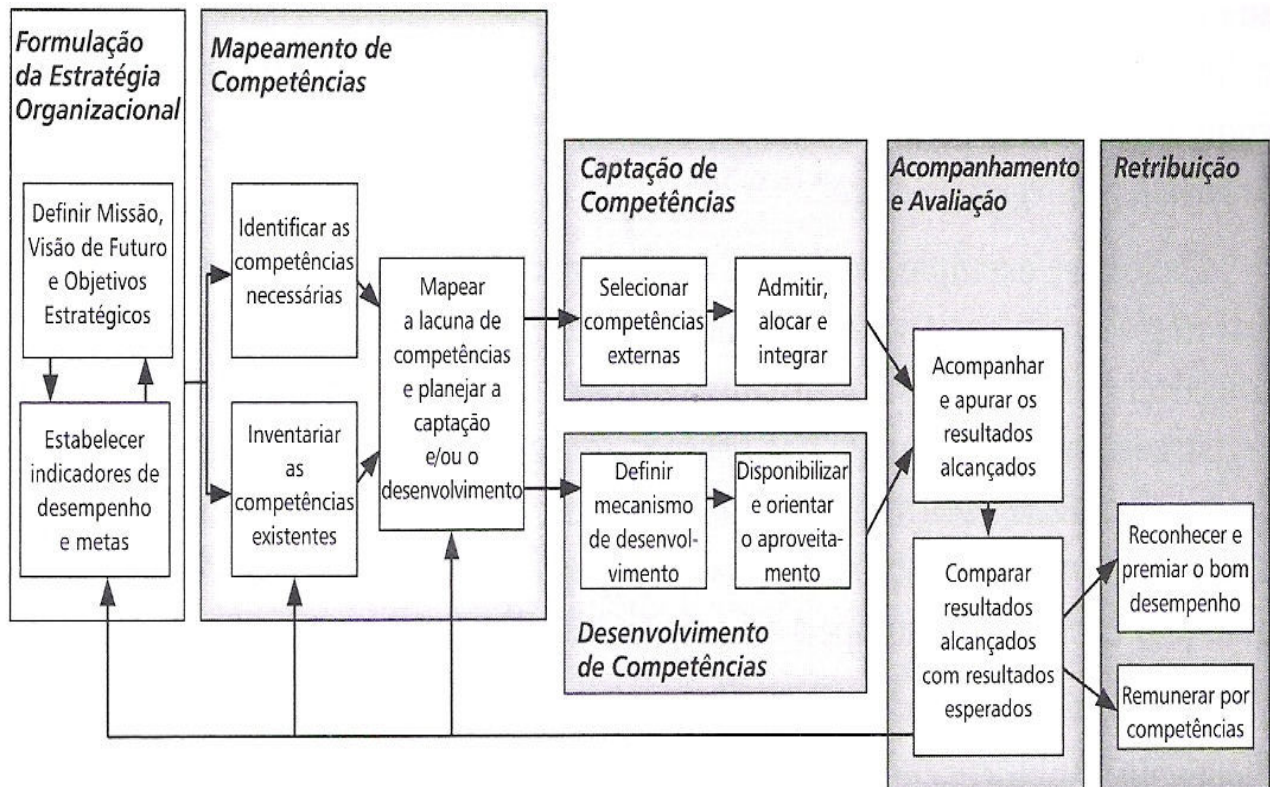 Formulação
da Estratégia
Organizacional
Definir Missão,
Visão de Futuro
e Objetivos
Estratégicos
Estabelecer
indicadores de
desempenho
e metas
Mapeamento de
Competências
Identificar as
competências
necessárias
Inventariar
as
competências
existentes
Mapear
a lacuna de
competências
e planejar a
captação
e/ou o
desenvolvimento
Captação de
Competências
Selecionar
competências
externas
Admitir,
alocar e
integrar
Definir
mecanismo
de desenvol-
vimento
Disponibilizar
e orientar
o aproveita-
mento
Desenvolvimento
de Competências
Acompanhamento
e Avaliação
Acompanhar
e apurar os
resultados
alcançados
Comparar
resultados
alcançados
com resultados
esperados
Retribuição
Reconhecer e
premiar o bom
desempenho
Remunerar por
competências